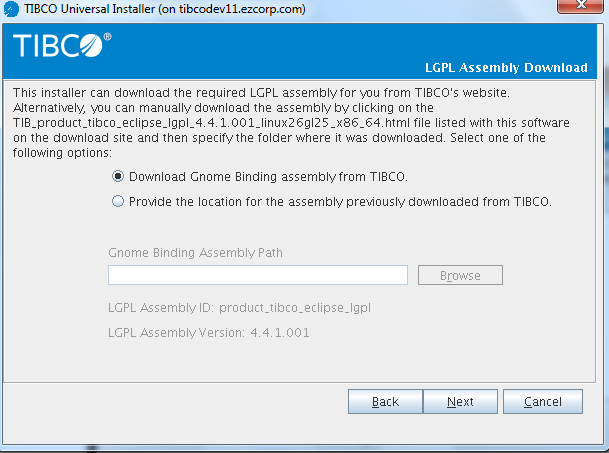 TIBCO Universal Installer (on tibcodev11.ezcorp.com)
TIBCO®
LGPL Assembly Download
This installer can download the required LGPL assembly for you from TIBCO's website.
Alternatively, you can manually download the assembly by clicking on the
TIB_product_tibco_eclipse_lgpl_4.4.1.001_linux26gl25_x86_64.html file listed with this software
on the download site and then specify the folder where it was downloaded. Select one of the
following options:
Download Gnome Binding assembly from TIBCO.
Provide the location for the assembly previously downloaded from TIBCO.
Gnome Binding Assembly Path
Browse
LGPL Assembly ID: product_tibco_eclipse_lgpl
LGPL Assembly Version: 4.4.1.001
Back Next Cancel